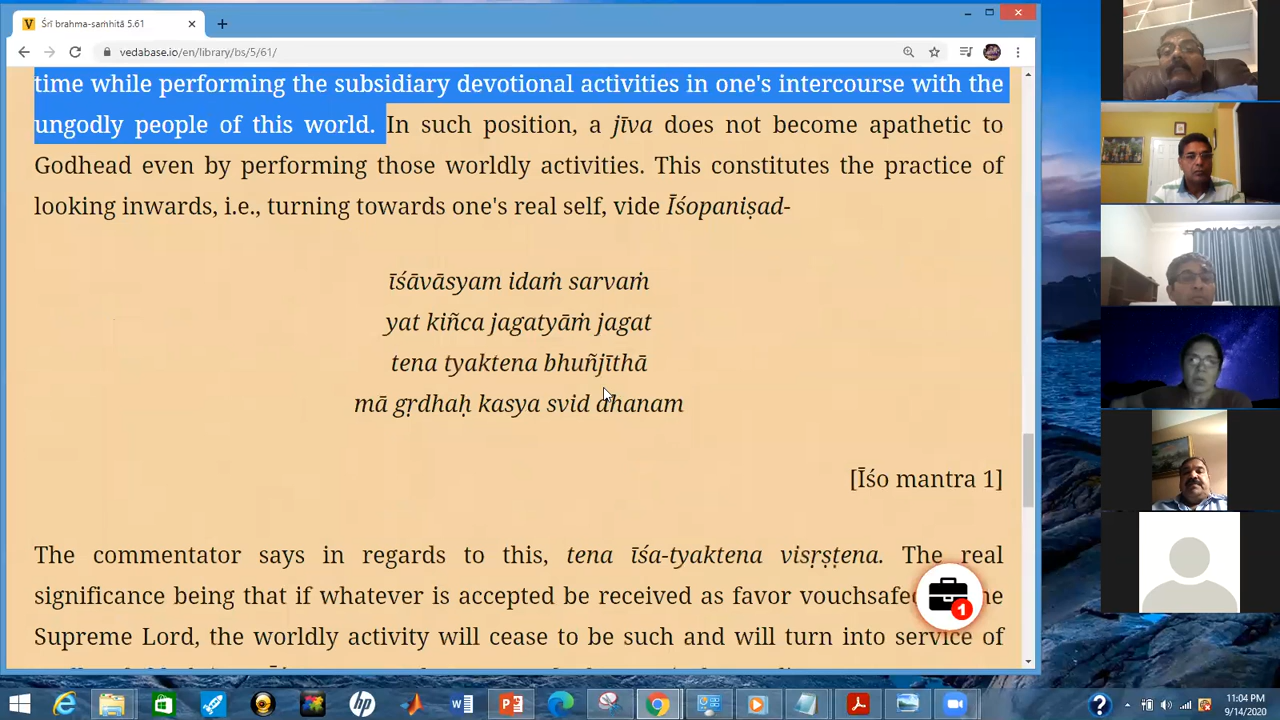 Śrī brahma-saṁhitā 5.61
vedabase.io/en/library/bs/5/61/
time while performing the subsidiary devotional activities in one's intercourse with the
ungodly people of this world. In such position, a jīva does not become apathetic to
Godhead even by performing those worldly activities. This constitutes the practice of
looking inwards, i.e., turning towards one's real self, vide Īśopaniṣad-
īśāvāsyam idaṁ sarvaṁ
yat kiñca jagatyāṁ jagat
tena tyaktena bhuñjīthā
mā gṛdhaḥ kasya svid dhanam
[Īśo mantra 1]
The commentator says in regards to this, tena īśa-tyaktena visṛṣṭena. The real
significance being that if whatever is accepted be received as favor vouchsafe
Supreme Lord, the worldly activity will cease to be such and will turn into service of
1
11:04 PM
9/14/2020